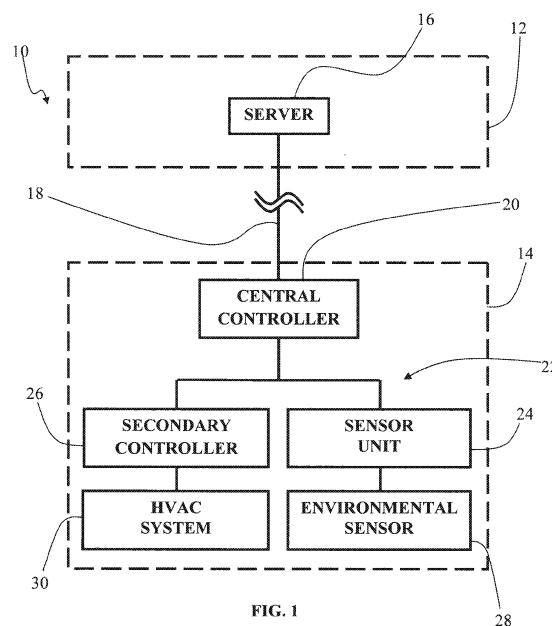 16
12
10
SERVER
18
20
CENTRAL
CONTROLLER
14
26
SECONDARY
CONTROLLER
SENSOR
UNIT
24
HVAC
SYSTEM
ENVIRONMENTAL
SENSOR
30
28
FIG. 1